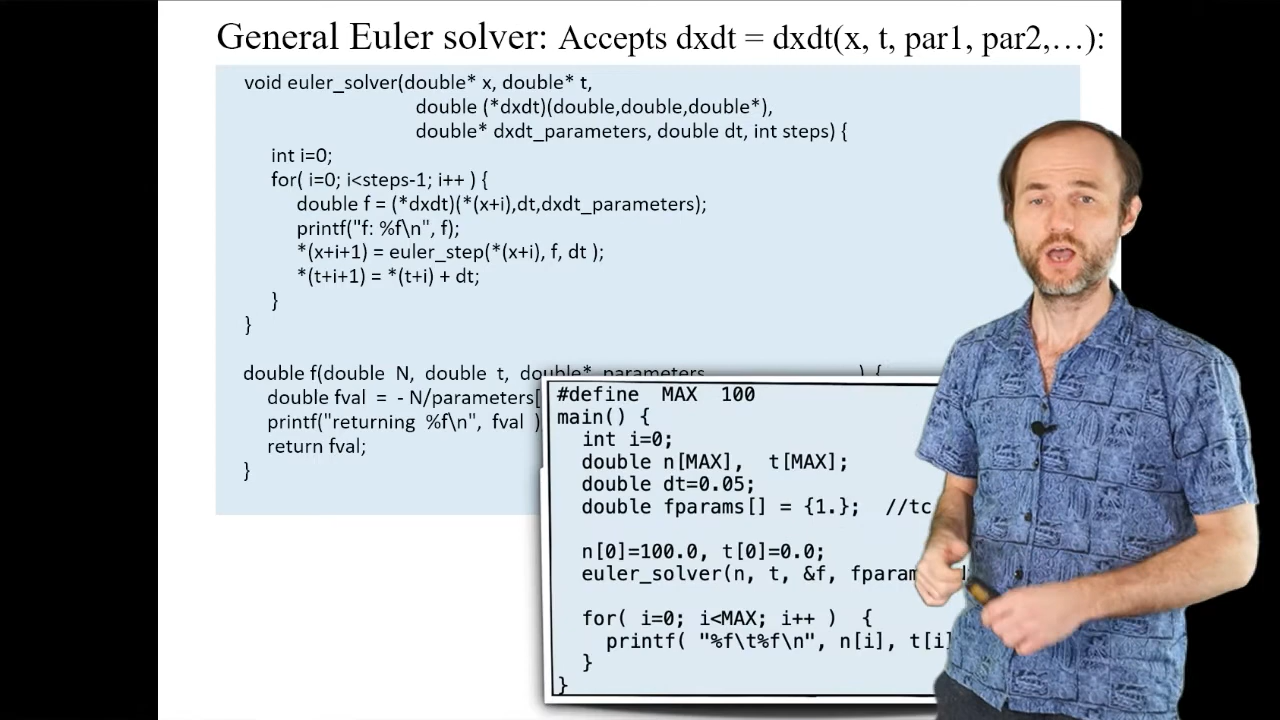 General Euler solver: Accepts dxdt = dxdt(x, t, par1, par2,…):
void euler_solver(double* x, double* t,
double (*dxdt)(double,double,double*),
double* dxdt_parameters, double dt, int steps) {
int i=0;
for( i=0; i<steps-1; i++ ) {
double f = (*dxdt)(*(x+i),dt,dxdt_parameters);
printf("f: %f\n", f);
*(x+i+1) = euler_step(*(x+i), f, dt );
*(t+i+1) = *(t+i) + dt;
}
}
double f(double N, double t, double* parameters ) {
double fval = - N/parameters[
printf("returning %f\n", fval )
return fval;
}
#define MAX 100
main() {
int i=0;
double n[MAX], t[MAX];
double dt=0.05;
double fparams[] = {1.}; //tc
n[0]=100.0, t[0]=0.0;
euler_solver(n, t, &f, fparam
for( i=0; i<MAX; i++ ) {
printf( "%f\t%f\n", n[i], t[i]
}
}